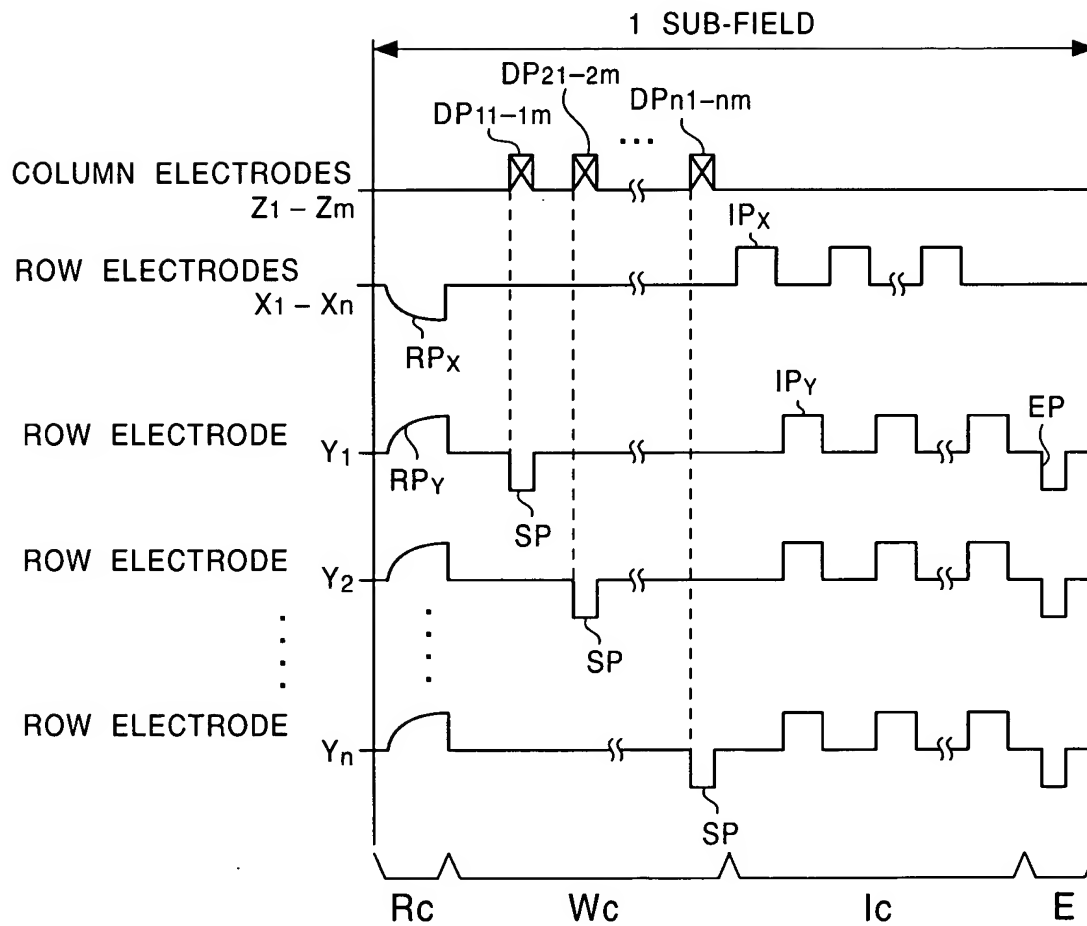 1 SUB-FIELD
DP11–1m
DP21–2m
DPn1–nm
...
COLUMN ELECTRODES
Z1 – Zm
IPX
ROW ELECTRODES
X1 – Xn
RPX
IPY
EP
ROW ELECTRODE Y1
RPY
SP
ROW ELECTRODE Y2
SP
ROW ELECTRODE Yn
SP
Rc Wc Ic E